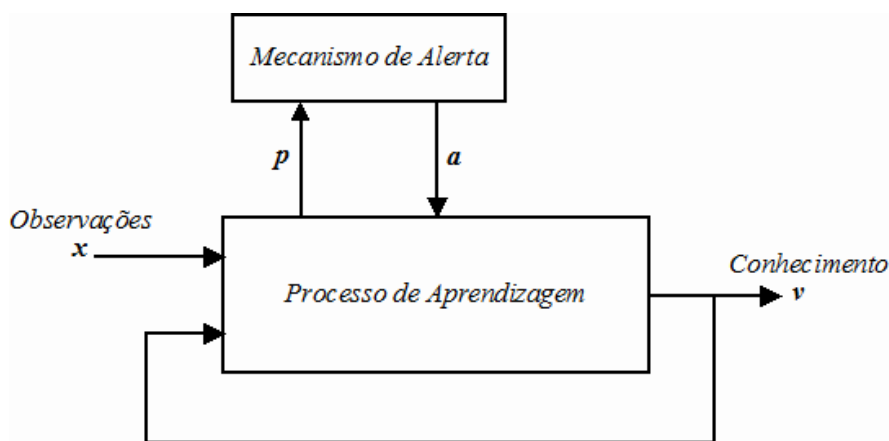 Mecanismo de Alerta
p
a
Observações
x
Processo de Aprendizagem
Conhecimento
v